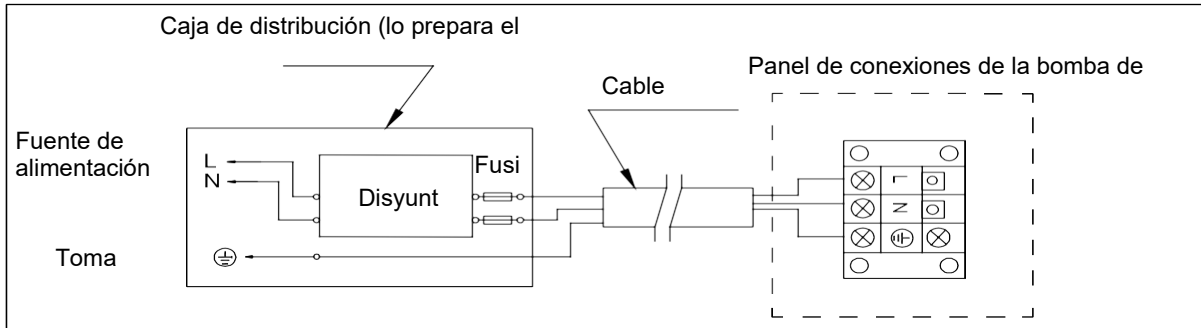 Caja de distribución (lo prepara el
Panel de conexiones de la bomba de
Cable
Fuente de
alimentación
L
N
Fusi
Disyunt
Toma
L
N